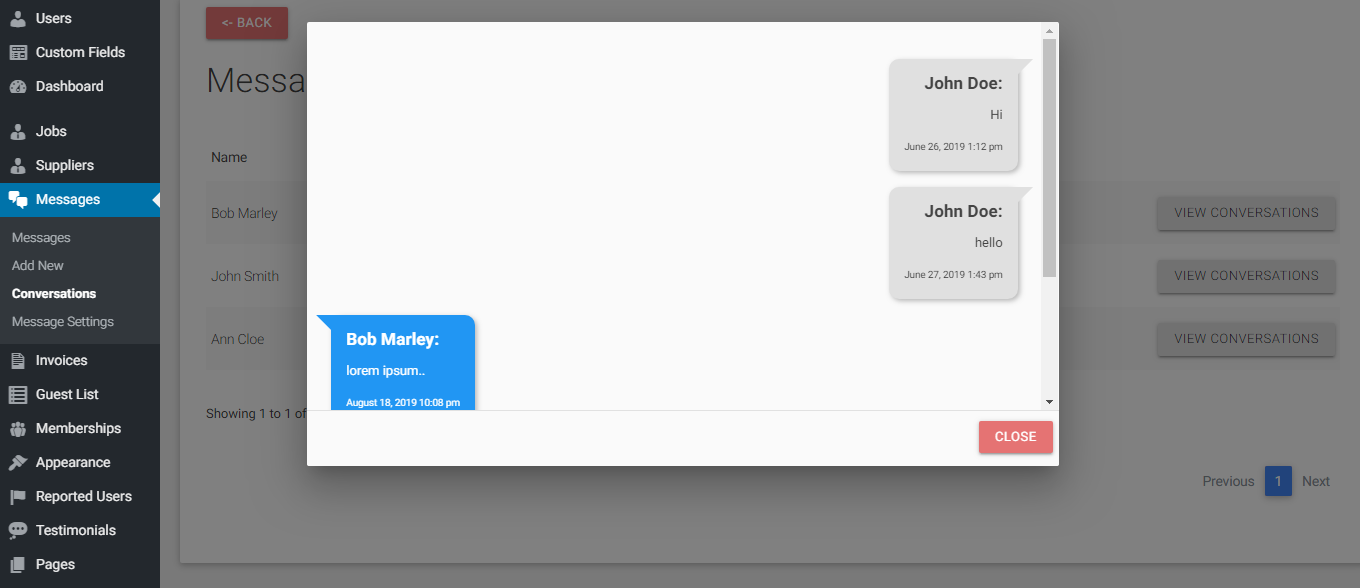 Users
Custom Fields
Dashboard
Jobs
Suppliers
Messages
Messages
Add New
Conversations
Message Settings
Invoices
Guest List
Memberships
Appearance
Reported Users
Testimonials
Pages
<- BACK
Messa
Name
Bob Marley
VIEW CONVERSATIONS
John Smith
VIEW CONVERSATIONS
Ann Cloe
VIEW CONVERSATIONS
Showing 1 to 1 of
Previous 1 Next
John Doe:
Hi
June 26, 2019 1:12 pm
John Doe:
hello
June 27, 2019 1:43 pm
Bob Marley:
lorem ipsum..
August 18, 2019 10:08 pm
CLOSE